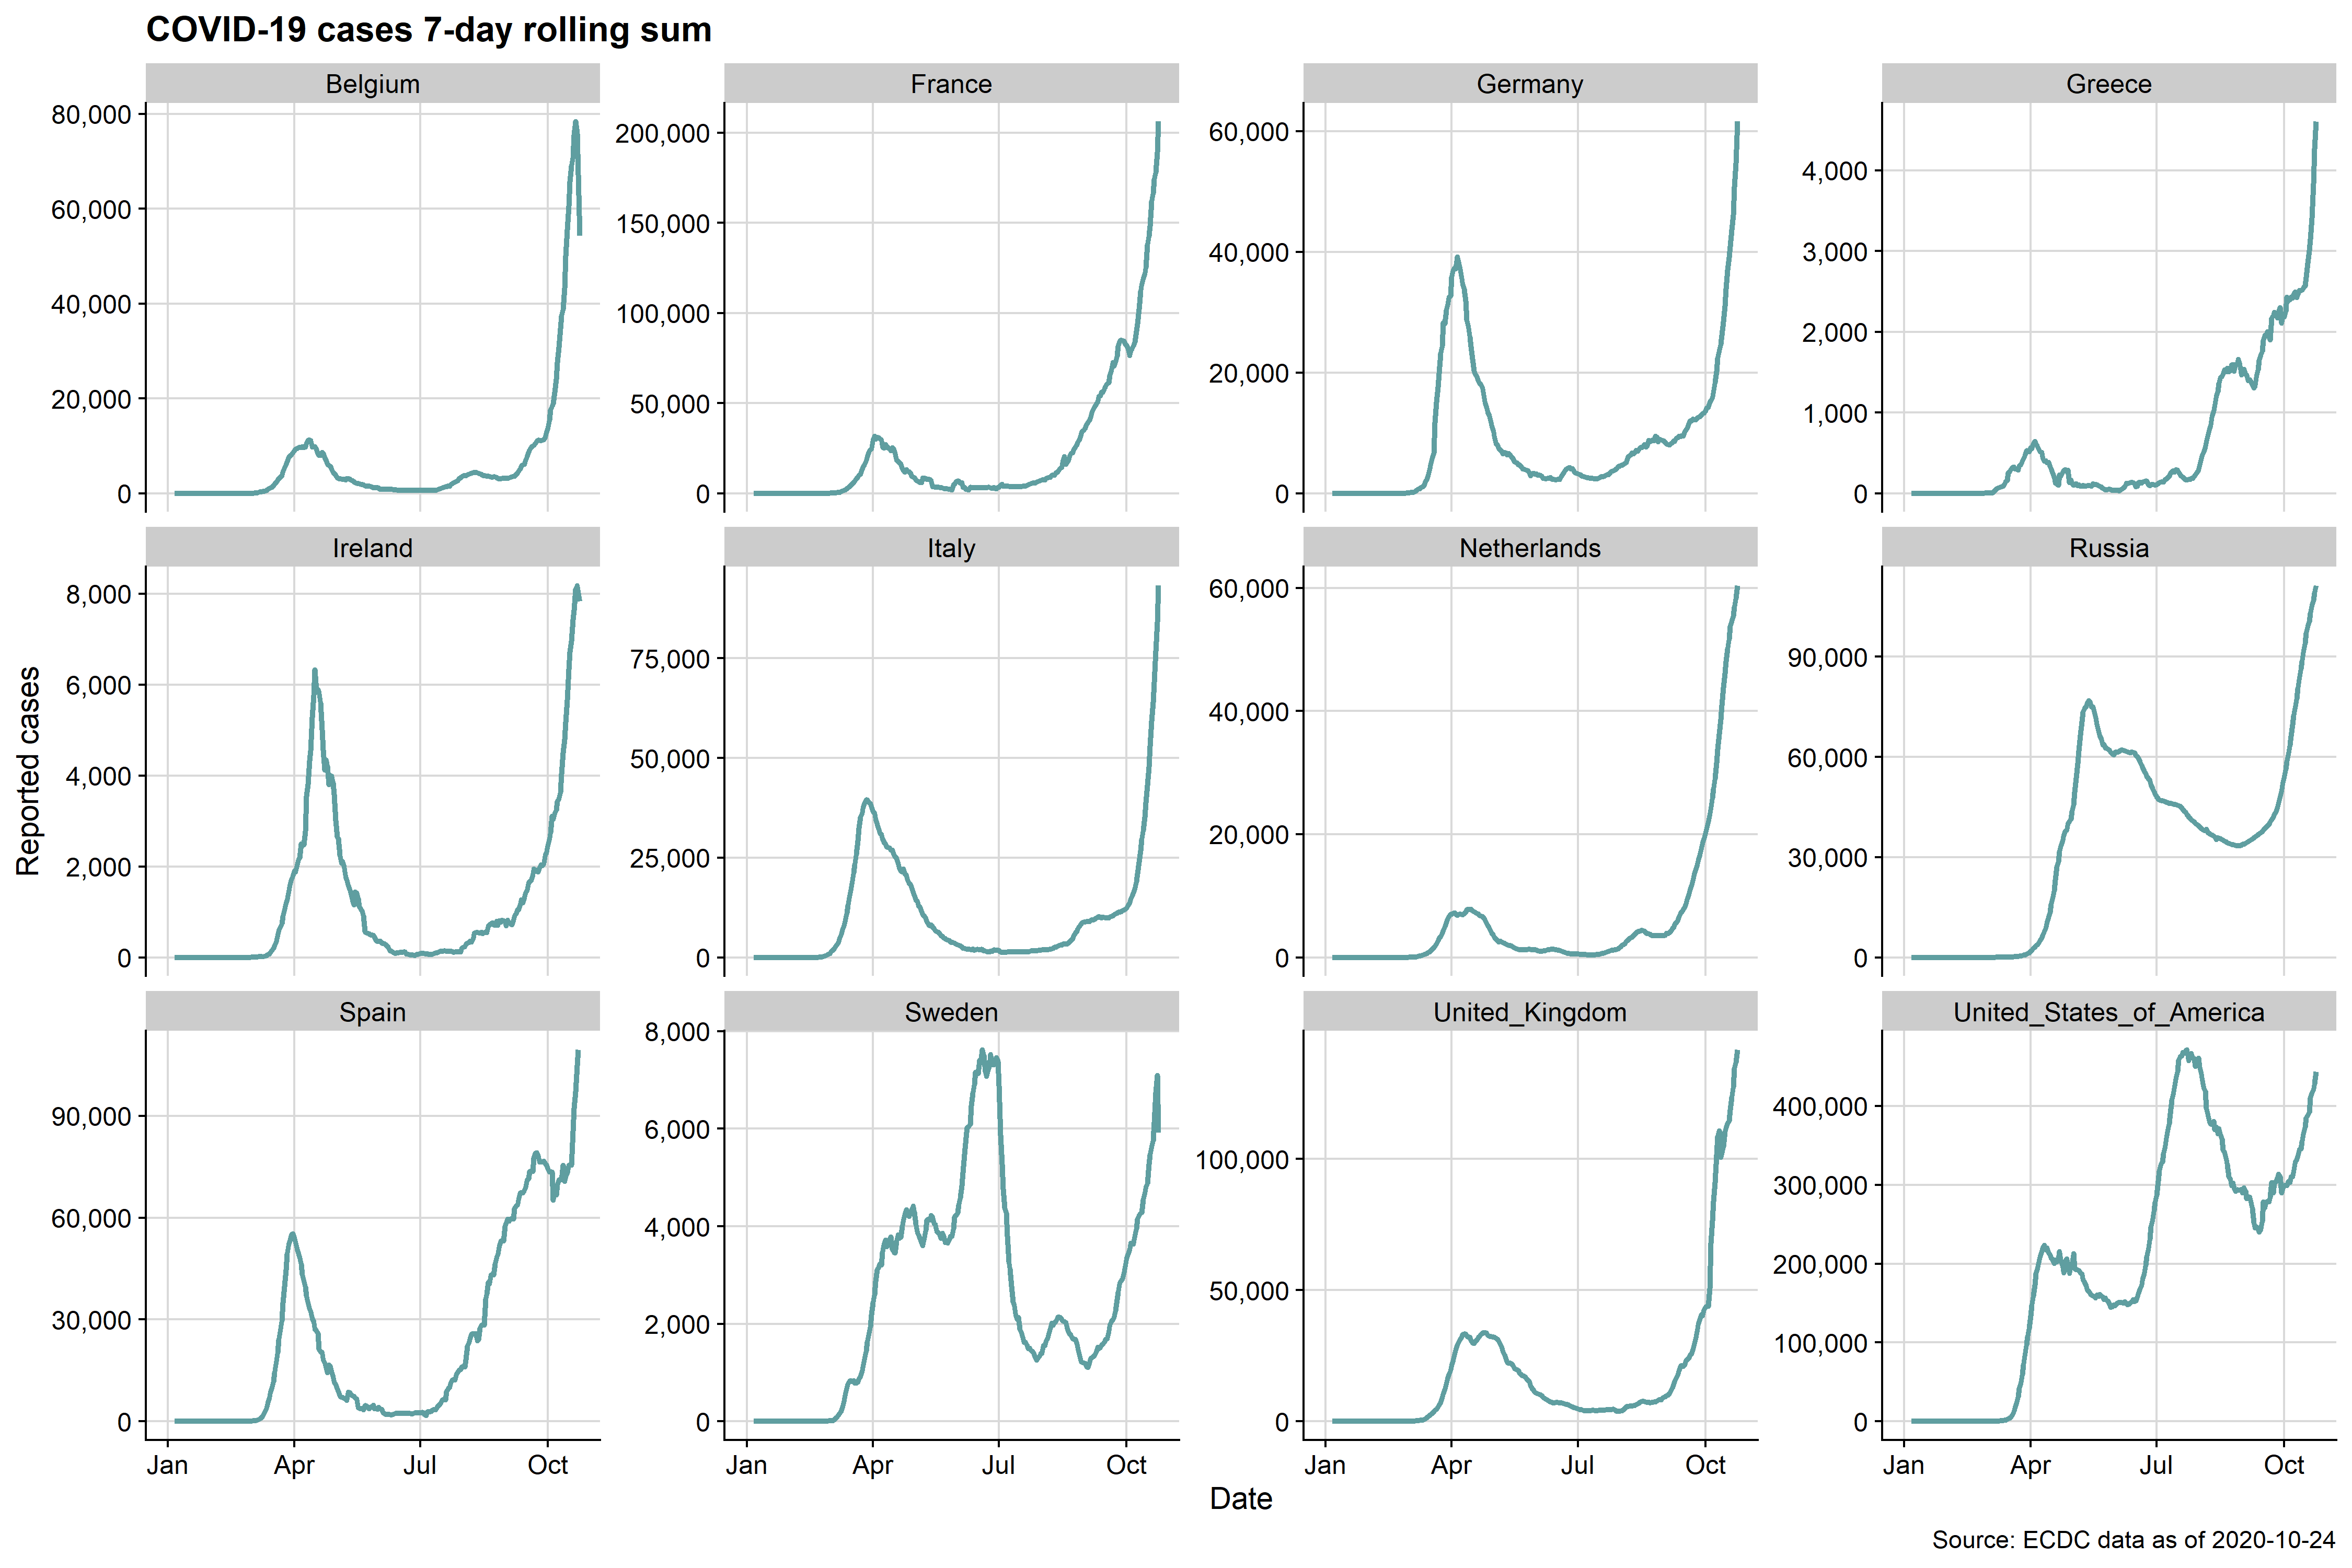 COVID-19 cases 7-day rolling sum
Belgium
France
Germany
Greece
80,000
60,000
40,000
20,000
0
200,000
150,000
100,000
50,000
0
60,000
40,000
20,000
0
4,000
3,000
2,000
1,000
0
Ireland
Italy
Netherlands
Russia
Reported cases
8,000
6,000
4,000
2,000
0
75,000
50,000
25,000
0
60,000
40,000
20,000
0
90,000
60,000
30,000
0
Spain
Sweden
United_Kingdom
United_States_of_America
90,000
60,000
30,000
0
8,000
6,000
4,000
2,000
0
100,000
50,000
0
400,000
300,000
200,000
100,000
0
Jan Apr Jul Oct
Jan Apr Jul Oct
Jan Apr Jul Oct
Jan Apr Jul Oct
Date
Source: ECDC data as of 2020-10-24